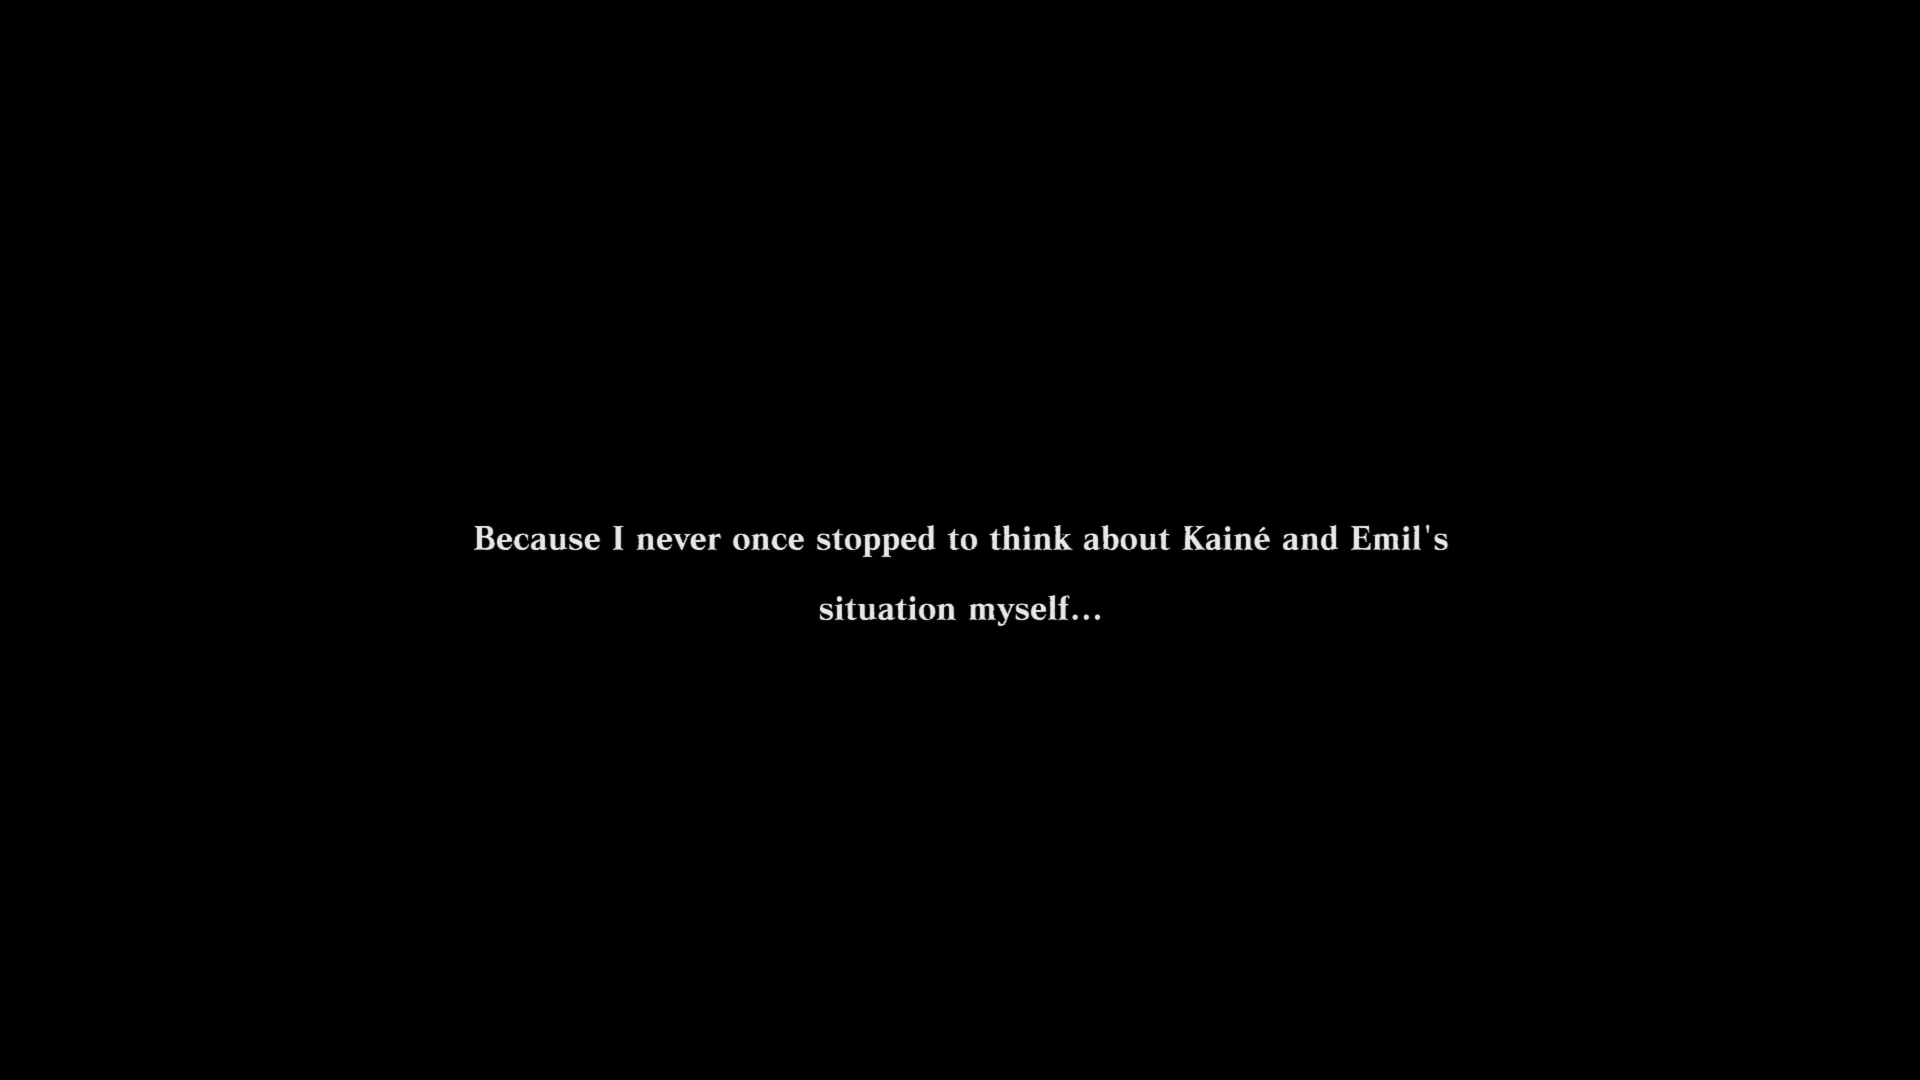 Because I never once stopped to think about Kainé and Emil's
situation myself...